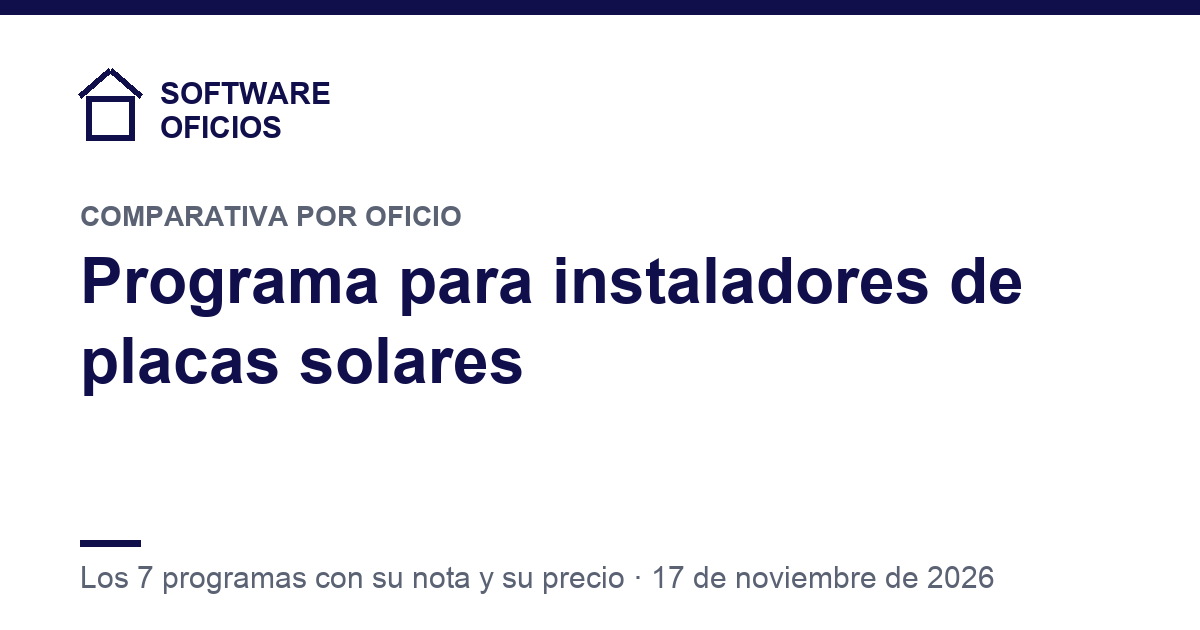 SOFTWARE
OFICIOS
COMPARATIVA POR OFICIO
Programa para instaladores de
placas solares
Los 7 programas con su nota y su precio · 17 de noviembre de 2026